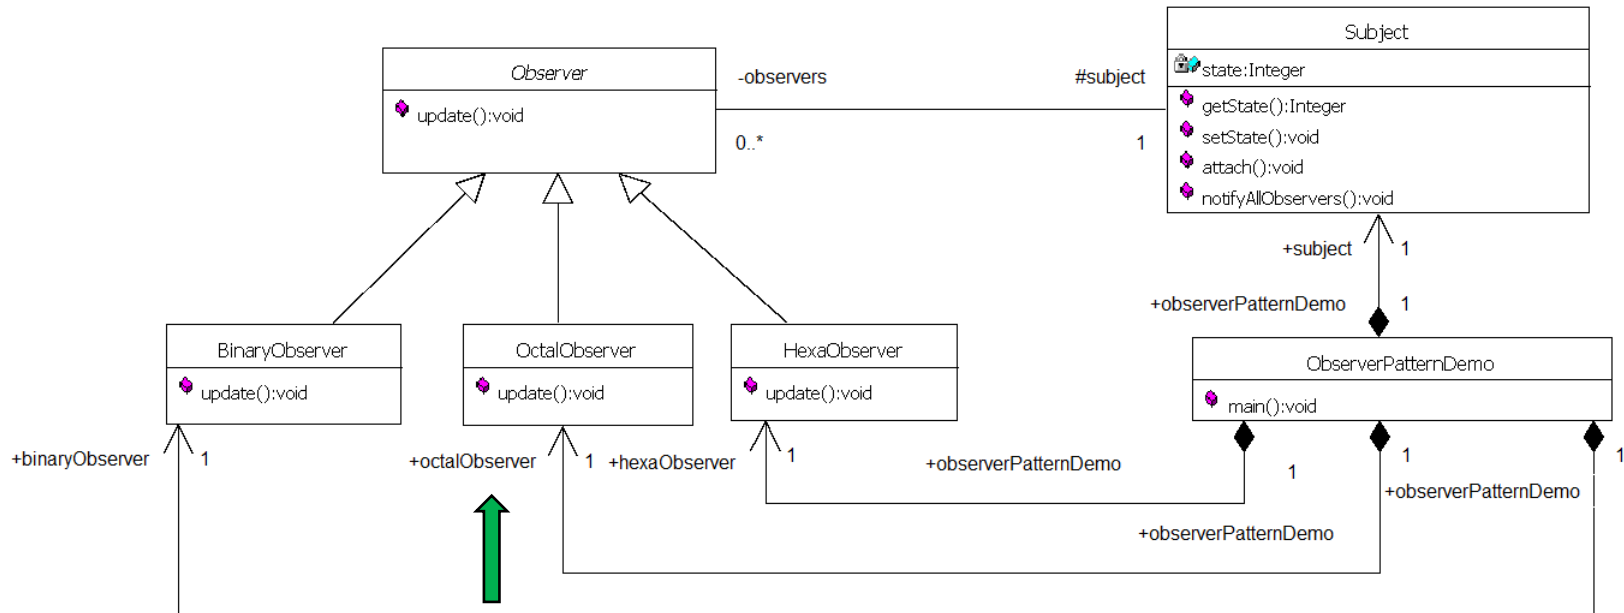 Subject
Observer
-observers
#subject
state:Integer
update():void
getState():Integer
0..*
1
setState():void
attach():void
notifyAllObservers():void
+subject
1
+observerPatternDemo
1
BinaryObserver
OctalObserver
HexaObserver
ObserverPatternDemo
update():void
update():void
update():void
main():void
+binaryObserver
1
+octalObserver
1
+hexaObserver
1
+observerPatternDemo
1
1
1
+observerPatternDemo
+observerPatternDemo